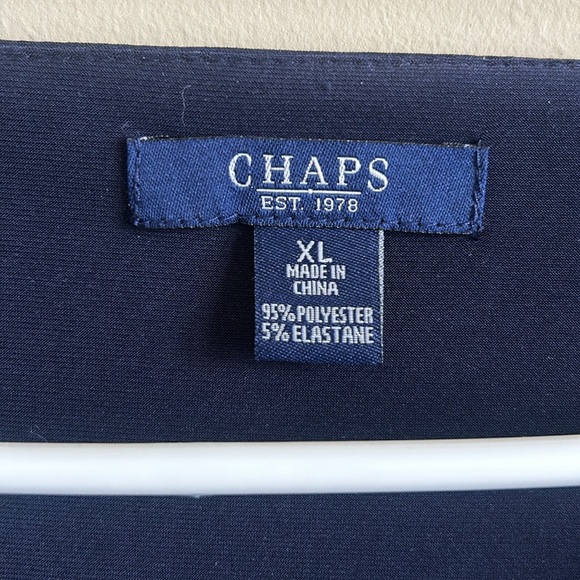 CHAPS
EST. 1978
XL
MADE IN
CHINA
95% POLYESTER
5% ELASTANE